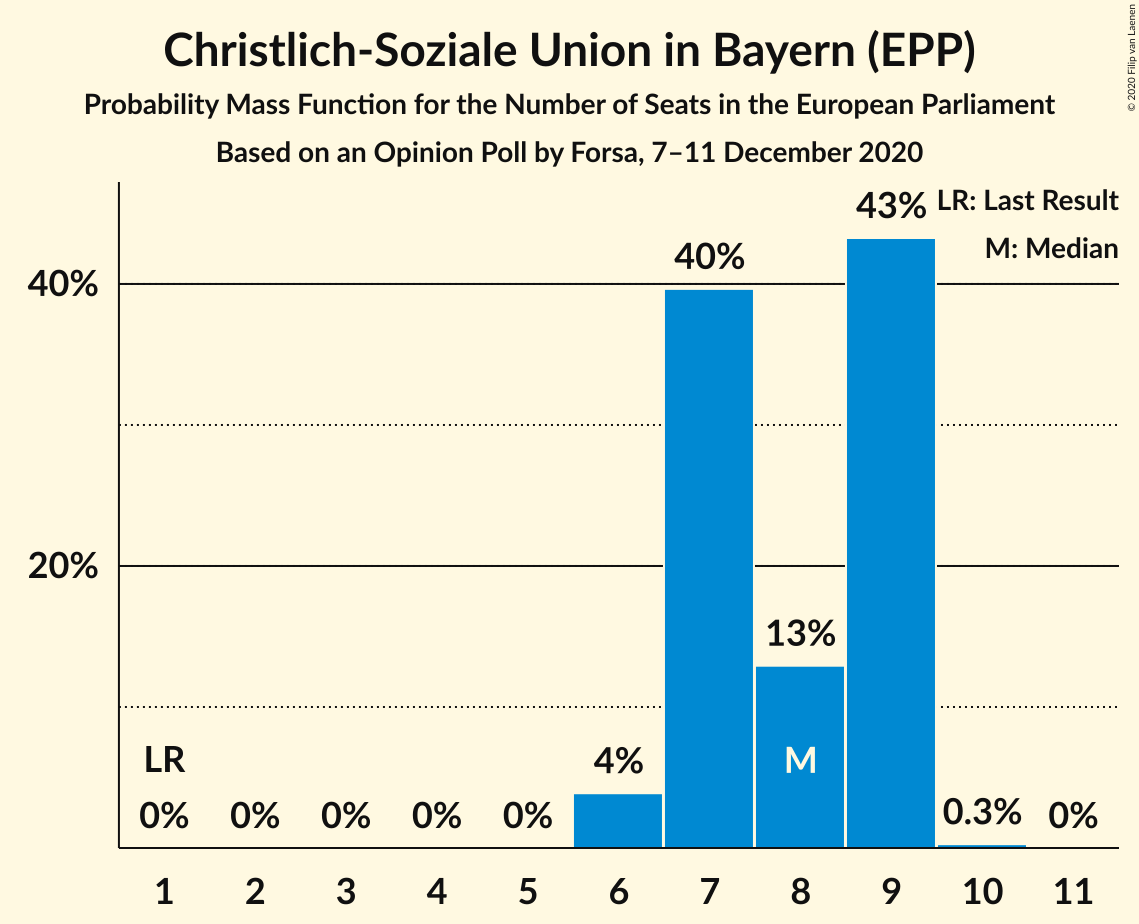 Christlich-Soziale Union in Bayern (EPP)
Probability Mass Function for the Number of Seats in the European Parliament
Based on an Opinion Poll by Forsa, 7–11 December 2020
© 2020 Filip van Laenen
LR: Last Result
M: Median
43%
40%
40%
20%
13%
LR
M
4%
0% 0% 0% 0% 0% 0.3% 0%
1 2 3 4 5 6 7 8 9 10 11